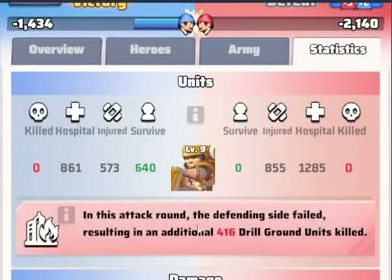 -1,434 Victory Defeat -2,140
Overview Heroes Army Statistics
Units
Killed Hospital Injured Survive Survive Injured Hospital Killed
0 861 573 640 Lv. 9 0 855 1285 0
In this attack round, the defending side failed,
resulting in an additional 416 Drill Ground Units killed.
Damage